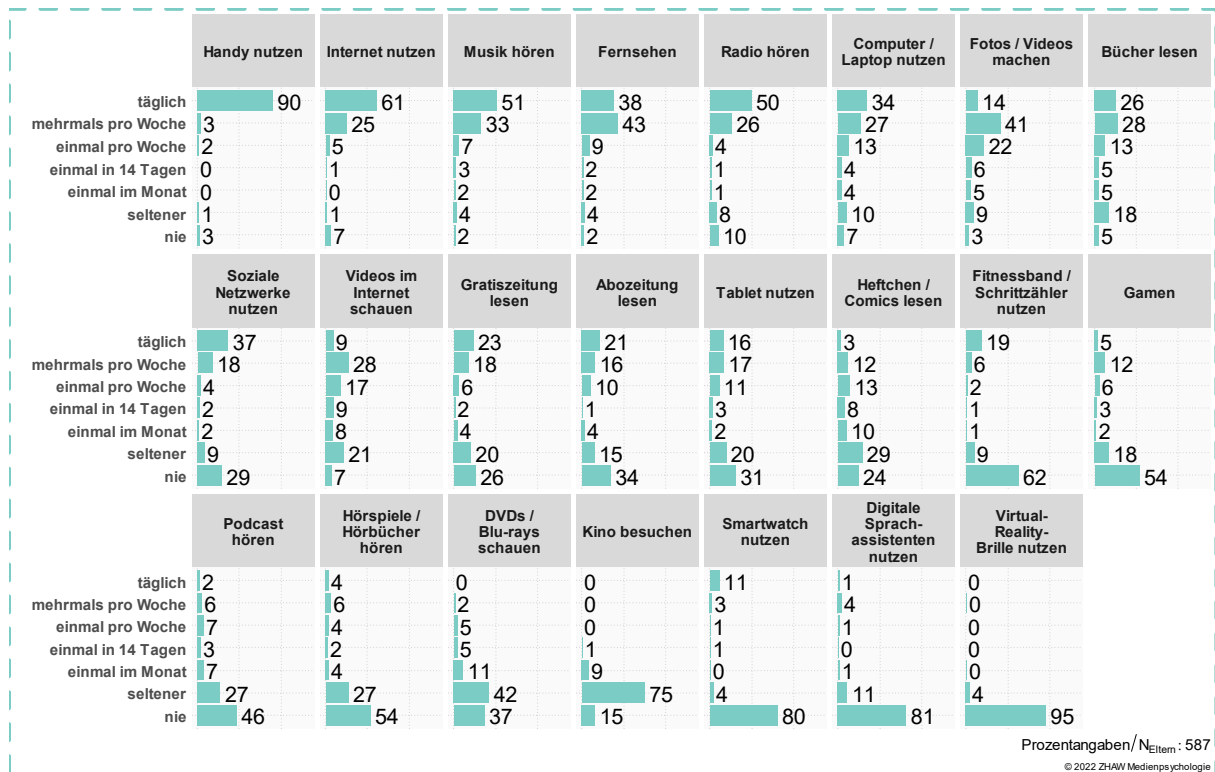 Handy nutzen Internet nutzen Musik hören Fernsehen Radio hören Computer / Laptop nutzen Fotos / Videos machen Bücher lesen
täglich 90 61 51 38 50 34 14 26
mehrmals pro Woche 3 25 33 43 26 27 41 28
einmal pro Woche 2 5 7 9 4 13 22 13
einmal in 14 Tagen 0 1 3 2 1 4 6 5
einmal im Monat 0 0 2 2 1 4 5 5
seltener 1 1 4 4 8 10 9 18
nie 3 7 2 2 10 7 3 5
Soziale Netzwerke nutzen Videos im Internet schauen Gratiszeitung lesen Abozeitung lesen Tablet nutzen Heftchen / Comics lesen Fitnessband / Schrittzähler nutzen Gamen
täglich 37 9 23 21 16 3 19 5
mehrmals pro Woche 18 28 18 16 17 12 6 12
einmal pro Woche 4 17 6 10 11 13 2 6
einmal in 14 Tagen 2 9 2 1 3 8 1 3
einmal im Monat 2 8 4 4 2 10 1 2
seltener 9 21 20 15 20 29 9 18
nie 29 7 26 34 31 24 62 54
Podcast hören Hörspiele / Hörbücher hören DVDs / Blu-rays schauen Kino besuchen Smartwatch nutzen Digitale Sprach- assistenten nutzen Virtual- Reality- Brille nutzen
täglich 2 4 0 0 11 1 0
mehrmals pro Woche 6 6 2 0 3 4 0
einmal pro Woche 7 4 5 0 1 1 0
einmal in 14 Tagen 3 2 5 1 1 0 0
einmal im Monat 7 4 11 9 0 1 0
seltener 27 27 42 75 4 11 4
nie 46 54 37 15 80 81 95
Prozentangaben/ N Eltern : 587
© 2022 ZHAW Medienpsychologie